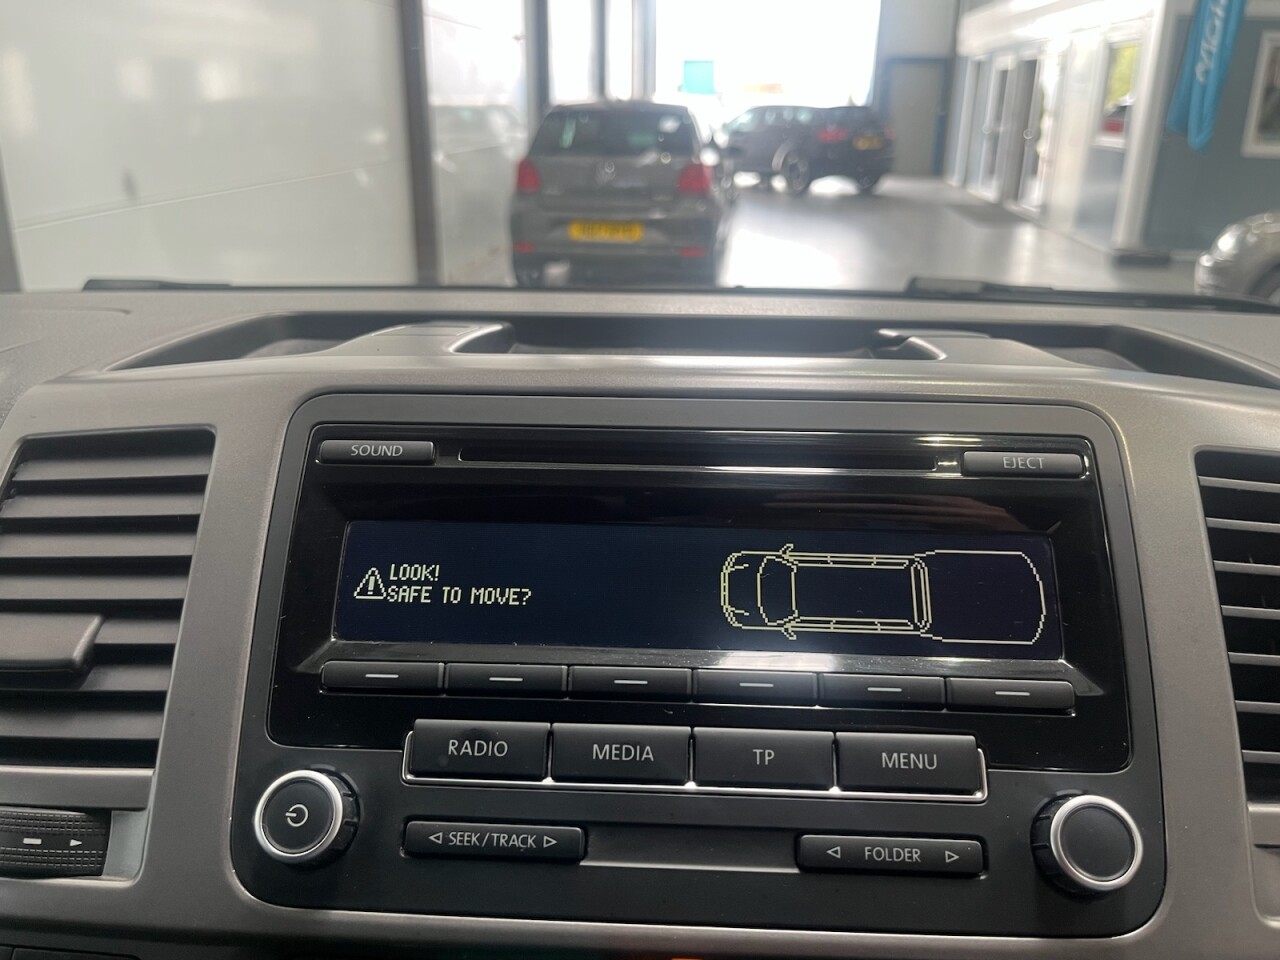 SOUND
EJECT
LOOK!
SAFE TO MOVE?
RADIO
MEDIA
TP
MENU
SEEK/TRACK
FOLDER